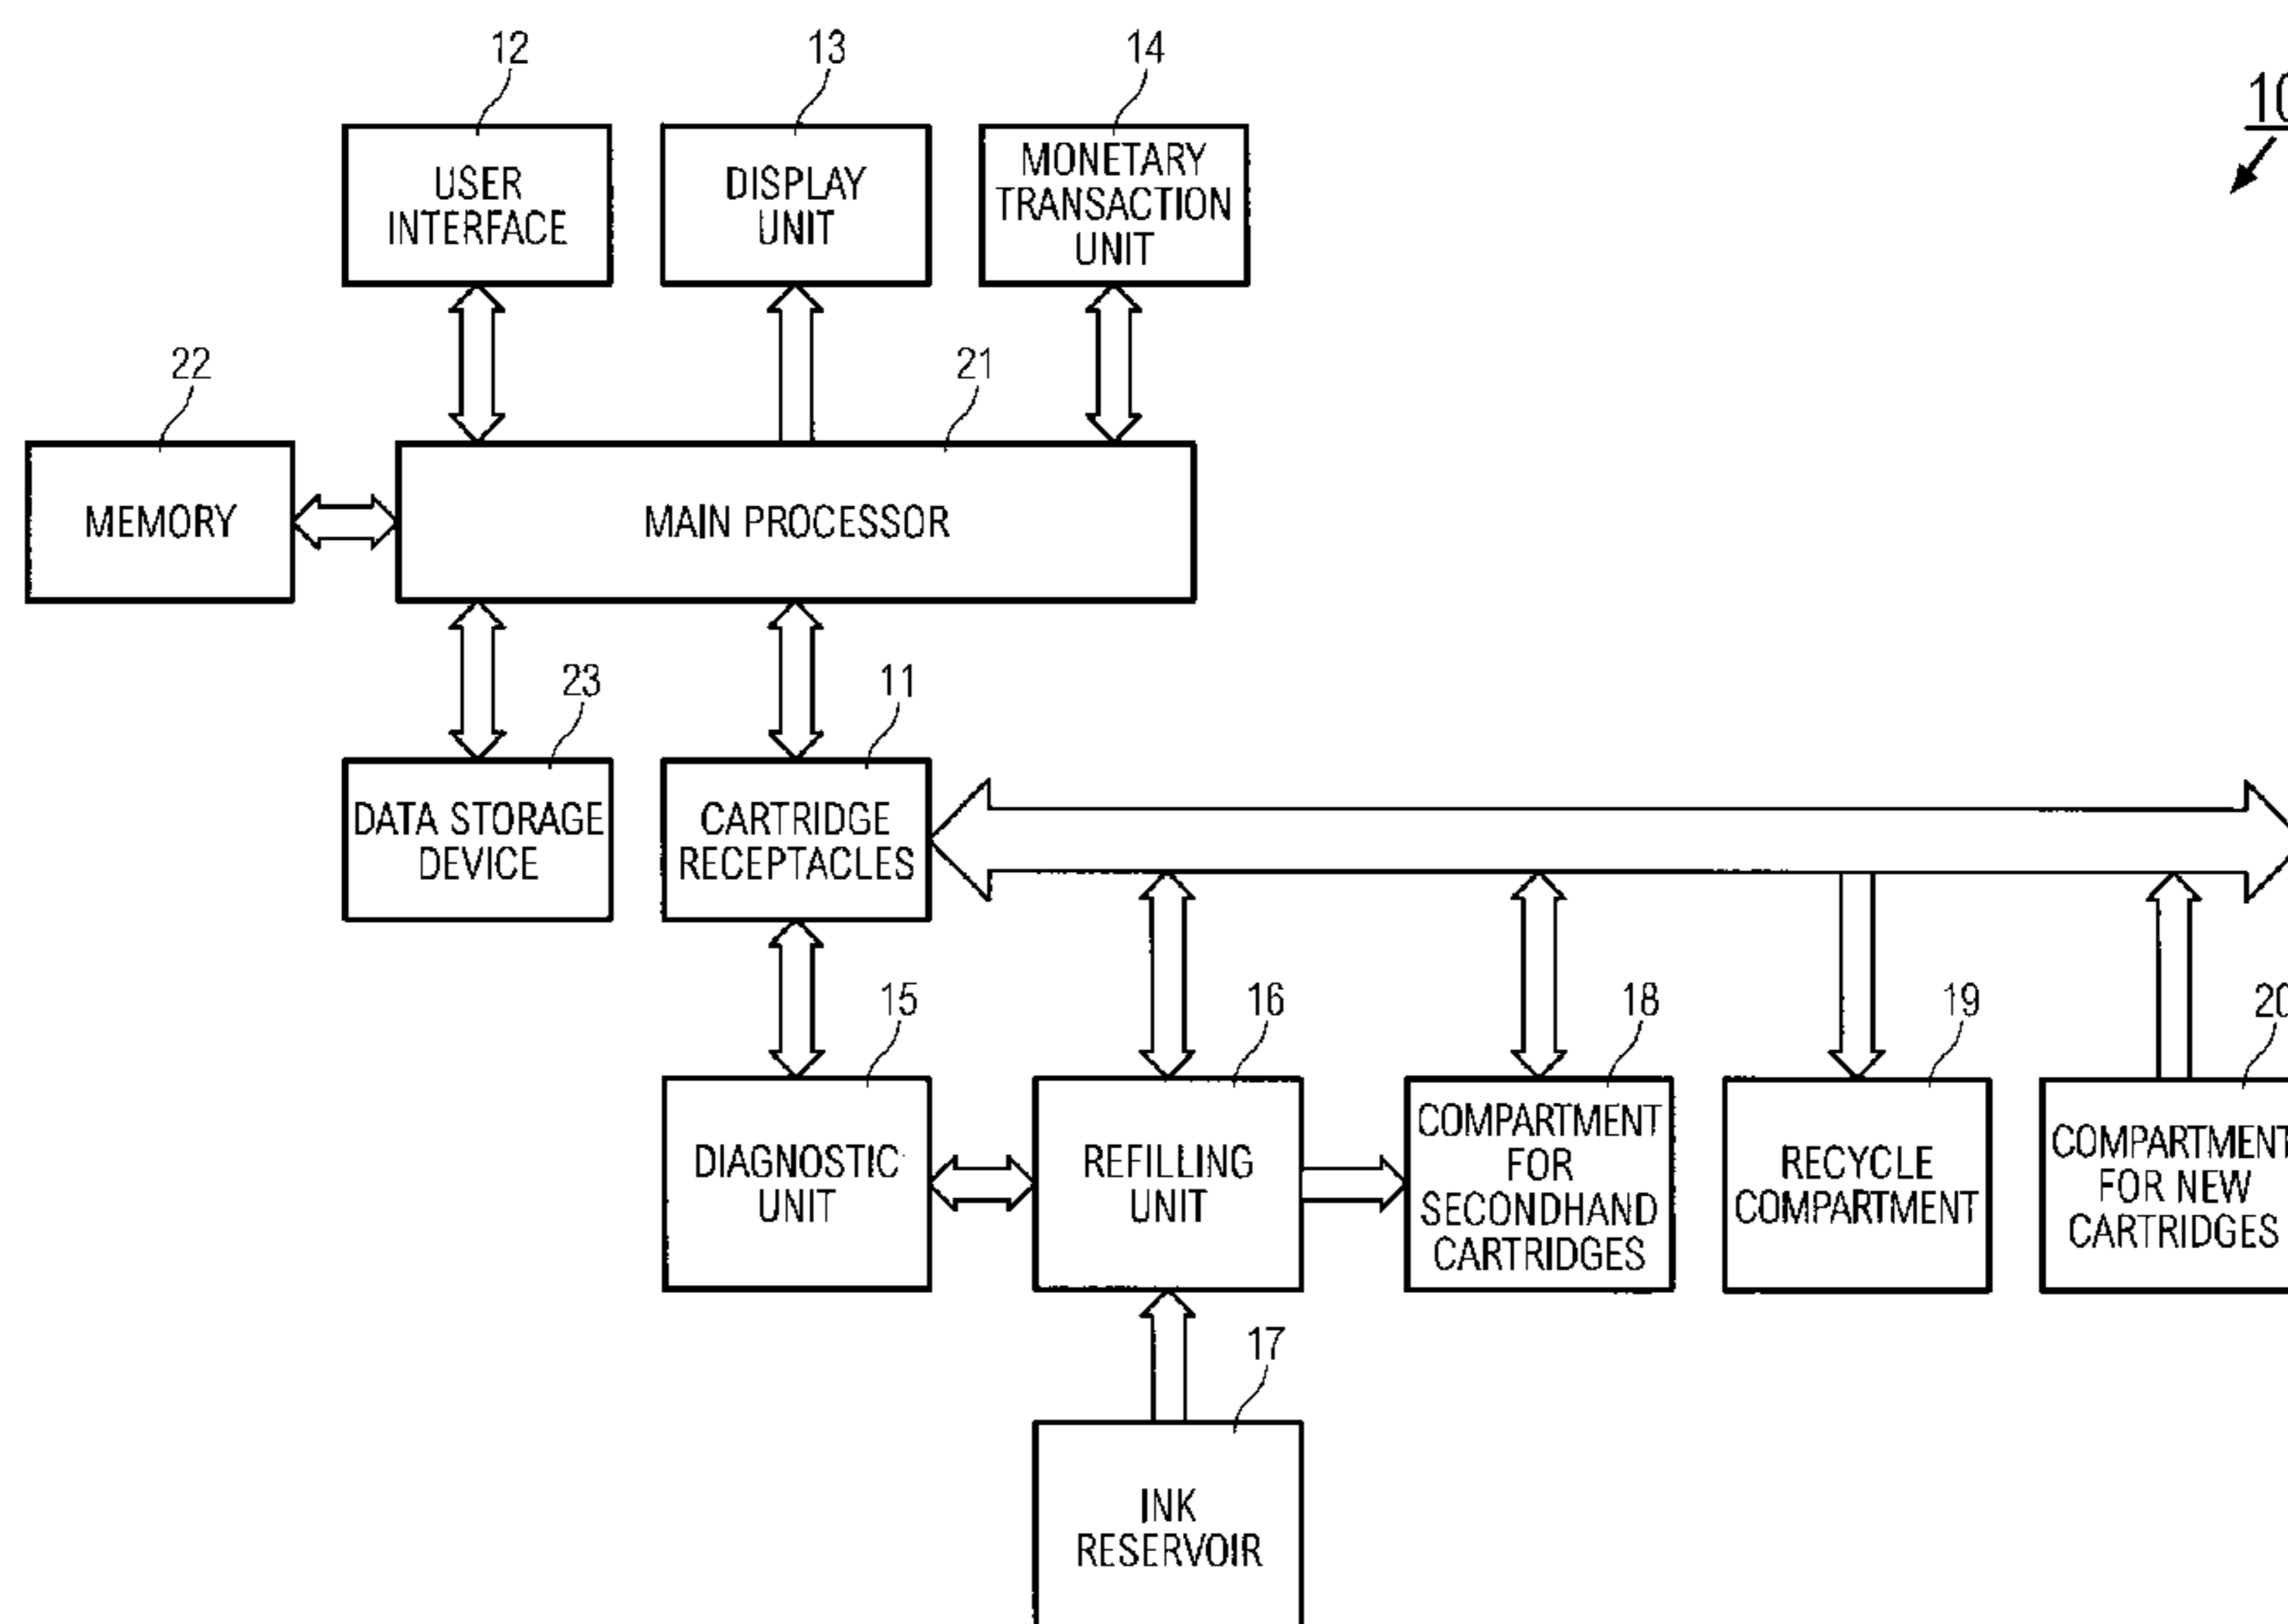 12
13
14
10
USER
INTERFACE
DISPLAY
UNIT
MONETARY
TRANSACTION
UNIT
22
21
MEMORY
MAIN PROCESSOR
23
11
DATA STORAGE
DEVICE
CARTRIDGE
RECEPTACLES
15
16
18
19
20
DIAGNOSTIC
UNIT
REFILLING
UNIT
COMPARTMENT
FOR
SECONDHAND
CARTRIDGES
RECYCLE
COMPARTMENT
COMPARTMENT
FOR NEW
CARTRIDGES
17
INK
RESERVOIR